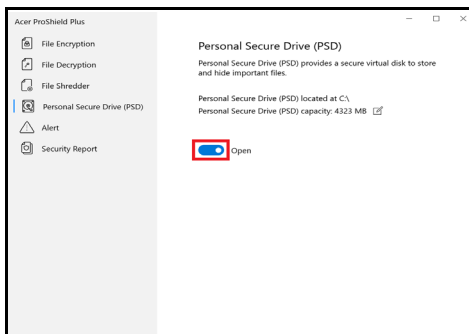 Acer ProShield Plus
File Encryption
File Decryption
File Shredder
Personal Secure Drive (PSD)
Alert
Security Report
Personal Secure Drive (PSD)
Personal Secure Drive (PSD) provides a secure virtual disk to store
and hide important files.
Personal Secure Drive (PSD) located at C:\
Personal Secure Drive (PSD) capacity: 4323 MB
Open